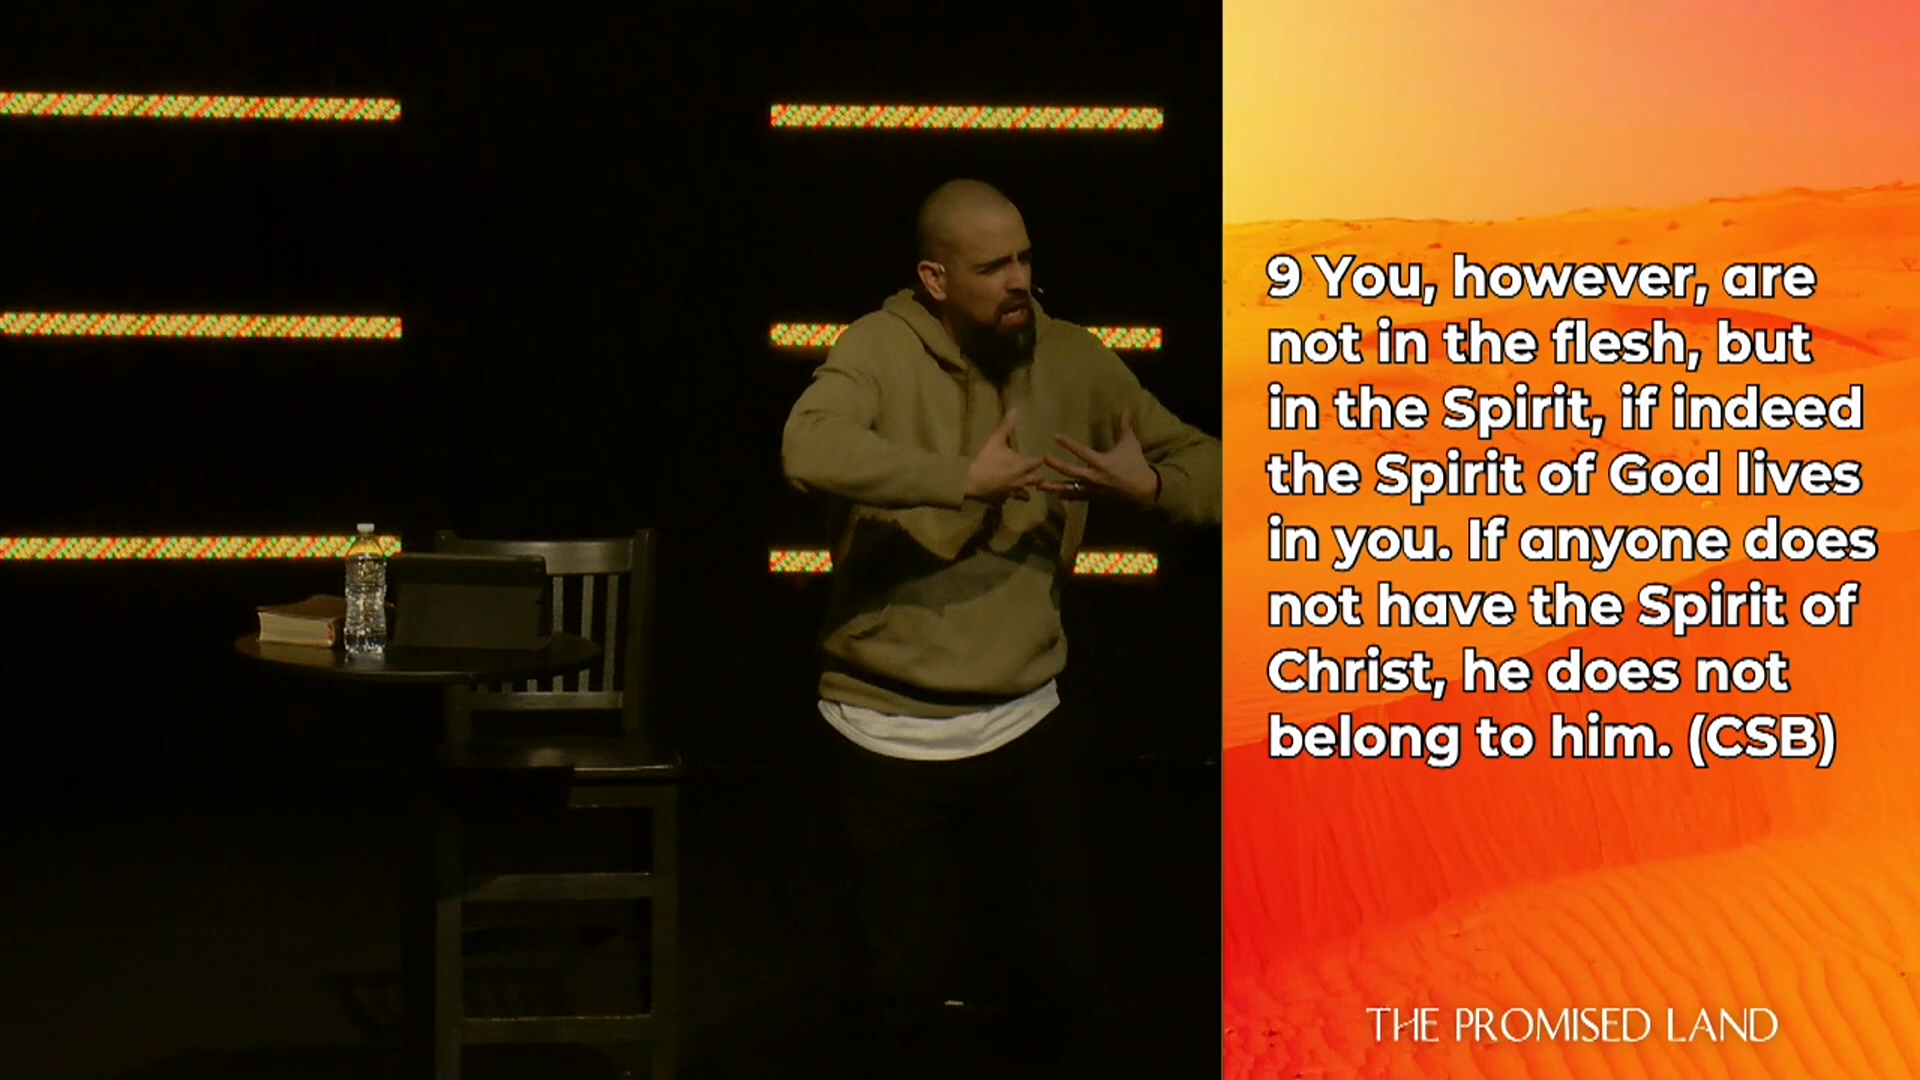 9 You, however, are
not in the flesh, but
in the Spirit, if indeed
the Spirit of God lives
in you. If anyone does
not have the Spirit of
Christ, he does not
belong to him. (CSB)
THE PROMISED LAND